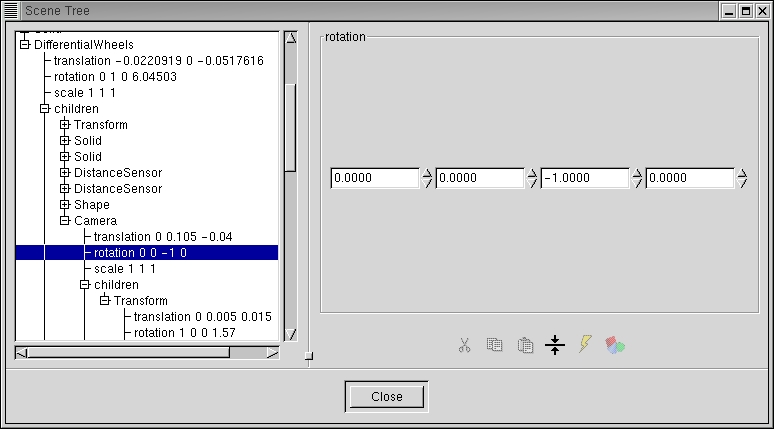 Scene Tree
DifferentialWheels
translation -0.0220919 0 -0.0517616
rotation 0 1 0 6.04503
scale 1 1 1
children
Transform
Solid
Solid
DistanceSensor
DistanceSensor
Shape
Camera
translation 0 0.105 -0.04
rotation 0 0 -1 0
scale 1 1 1
children
Transform
translation 0 0.005 0.015
rotation 1 0 0 1.57
rotation
0.0000 0.0000 -1.0000 0.0000
Close